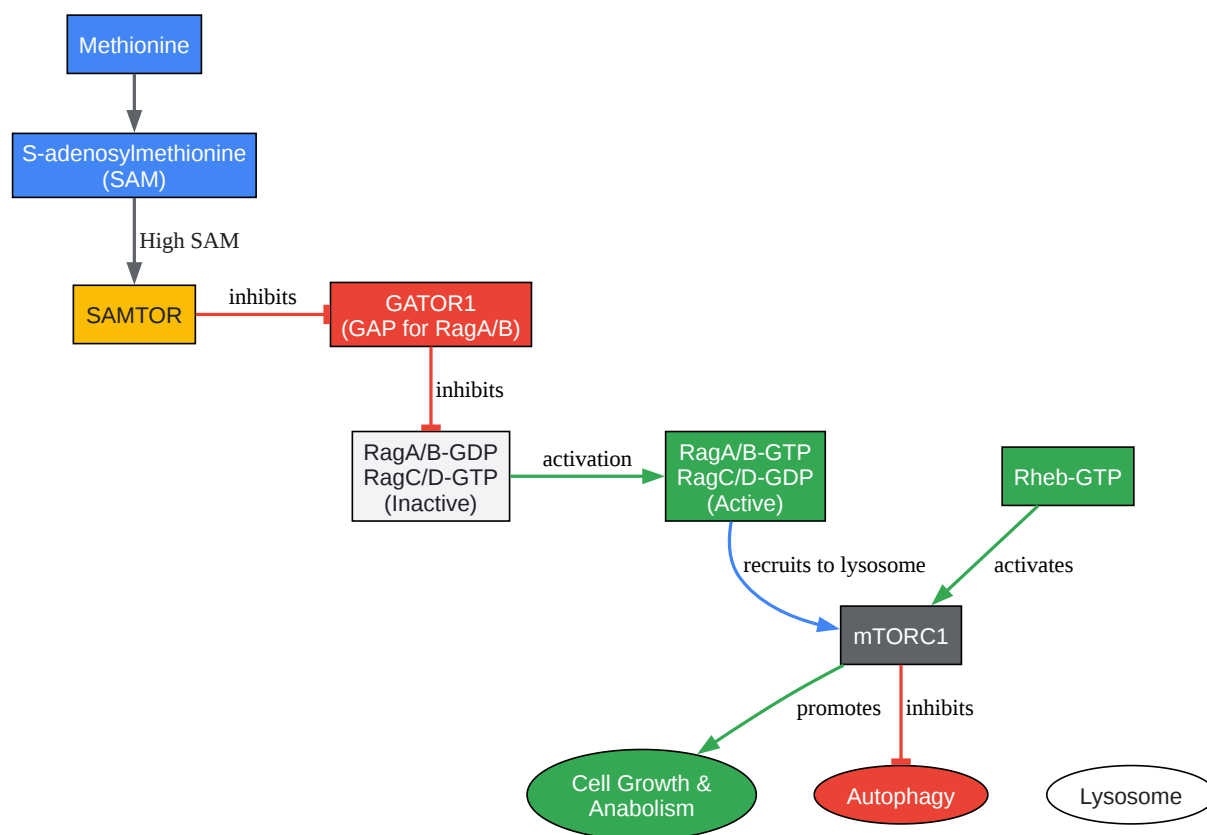 Methionine
S-adenosylmethionine
(SAM)
High SAM
SAMTOR
inhibits
GATOR1
(GAP for RagA/B)
inhibits
RagA/B-GDP
RagC/D-GTP
(Inactive)
activation
RagA/B-GTP
RagC/D-GDP
(Active)
Rheb-GTP
recruits to lysosome
activates
mTORC1
promotes
inhibits
Cell Growth &
Anabolism
Autophagy
Lysosome